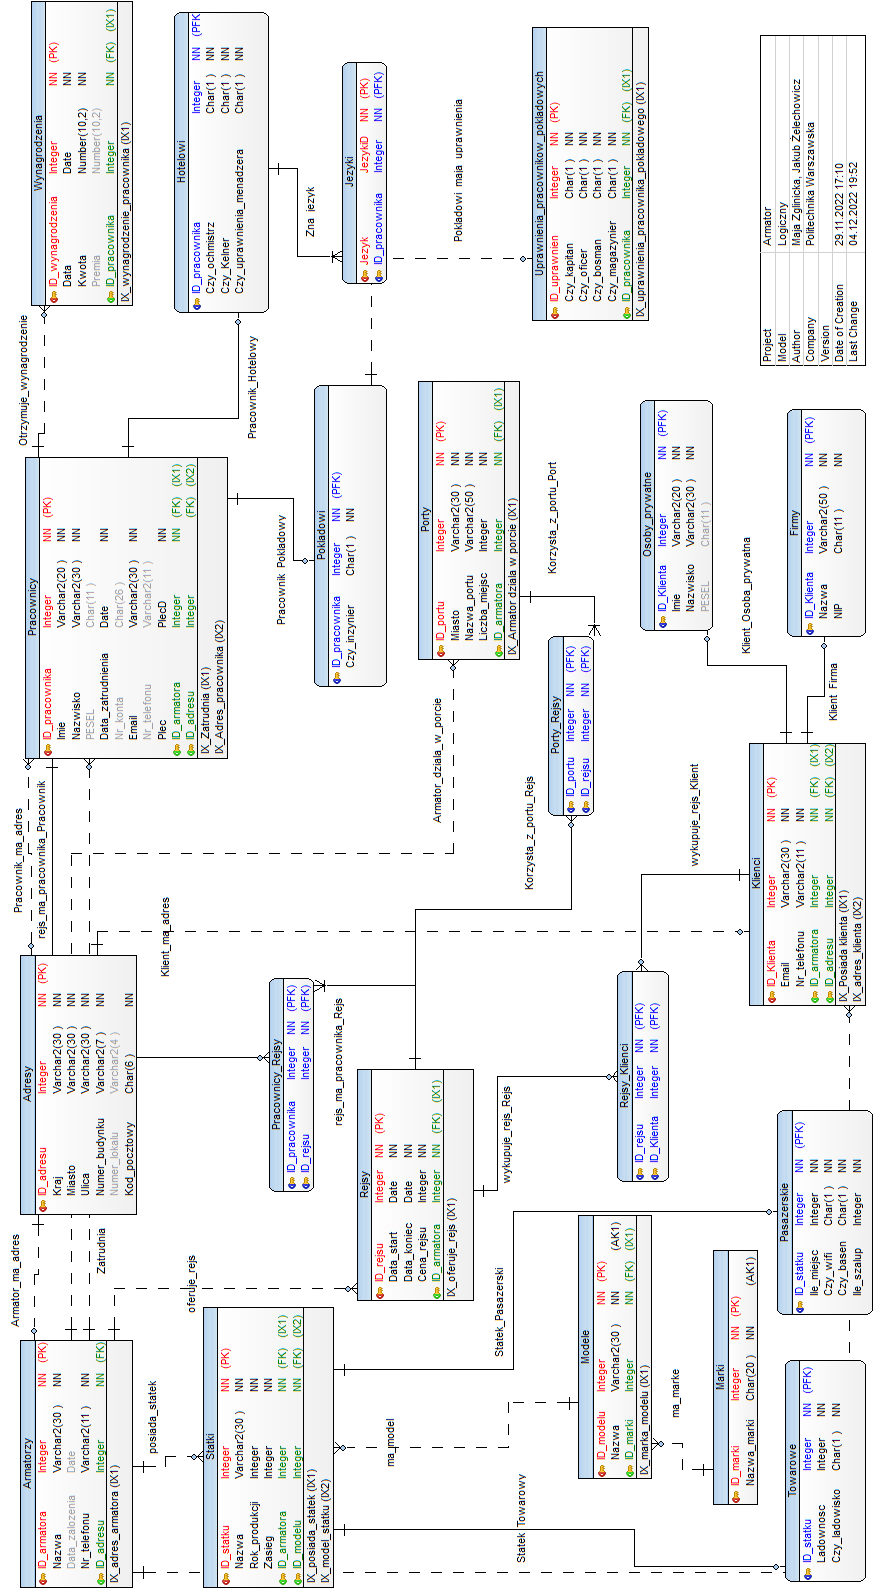 Armatorzy
ID_armatora Integer NN (PK)
Nazwa Varchar2(30 ) NN
Data_zalozenia Date
Nr_telefonu Varchar2(11 ) NN
ID_adresu Integer NN (FK)
IX_adres_armatora (IX1)
Armator_ma_adres
Zatrudnia
posiada_statek
oferuje_rejs
Adresy
ID_adresu Integer NN (PK)
Kraj Varchar2(30 ) NN
Miasto Varchar2(30 ) NN
Ulica Varchar2(30 ) NN
Numer_budynku Varchar2(7 ) NN
Numer_lokalu Varchar2(4 )
Kod_pocztowy Char(6 ) NN
Pracownik_ma_adres
rejs_ma_pracownika_Pracownik
Klient_ma_adres
Pracownicy
ID_pracownika Integer NN (PK)
Imie Varchar2(20 ) NN
Nazwisko Varchar2(30 ) NN
PESEL Char(11 )
Data_zatrudnienia Date NN
Nr_konta Char(26 )
Email Varchar2(30 ) NN
Nr_telefonu Varchar2(11 )
Plec PlecD NN
ID_armatora Integer NN (FK) (IX1)
ID_adresu Integer NN (FK) (IX2)
IX_Zatrudnia (IX1)
IX_Adres_pracownika (IX2)
Otrzymuje_wynagrodzenie
Pracownik_Hotelowy
Pracownik Pokladowy
Wynagrodzenia
ID_wynagrodzenia Integer NN (PK)
Data Date NN
Kwota Number(10,2) NN
Premia Number(10,2)
ID_pracownika Integer NN (FK) (IX1)
IX_wynagrodzenie_pracownika (IX1)
Hotelowi
ID_pracownika Integer NN (PFK)
Czy_ochmistrz Char(1 ) NN
Czy_Kelner Char(1 ) NN
Czy_uprawnienia_menadzera Char(1 ) NN
Zna jezyk
Jezyki
Jezyk JezykiD NN (PK)
ID_pracownika Integer NN (PFK)
Pokladowi maja uprawnienia
Pokladowi
ID_pracownika Integer NN (PFK)
Czy_inzynier Char(1 ) NN
Uprawnienia_pracownikow_pokladowych
ID_uprawnien Integer NN (PK)
Czy_kapitan Char(1 ) NN
Czy_oficer Char(1 ) NN
Czy_bosman Char(1 ) NN
Czy_magazynier Char(1 ) NN
ID_pracownika Integer NN (FK) (IX1)
IX_uprawnienia_pracownika_pokladowego (IX1)
Statki
ID_statku Integer NN (PK)
Nazwa Varchar2(30 ) NN
Rok_produkcji Integer NN
Zasieg Integer NN
ID_armatora Integer NN (FK) (IX1)
ID_modelu Integer NN (FK) (IX2)
IX_posiada_statek (IX1)
IX_model_statku (IX2)
Pracownicy_Rejsy
ID_pracownika Integer NN (PFK)
ID_rejsu Integer NN (PFK)
rejs_ma_pracownika_Rejs
Rejsy
ID_rejsu Integer NN (PK)
Data_start Date NN
Data_koniec Date NN
Cena_rejsu Integer NN
ID_armatora Integer NN (FK) (IX1)
IX_oferuje_rejs (IX1)
Armator_dziala_w_porcie
Porty
ID_portu Integer NN (PK)
Miasto Varchar2(30 ) NN
Nazwa_portu Varchar2(50 ) NN
Liczba_miejsc Integer NN
ID_armatora Integer NN (FK) (IX1)
IX_Armator dziala w porcie (IX1)
Korzysta_z_portu_Port
Korzysta_z_portu_Rejs
Porty_Rejsy
ID_portu Integer NN (PFK)
ID_rejsu Integer NN (PFK)
ma_model
Statek_Pasazerski
wykupuje_rejs_Rejs
Statek Towarowy
Modele
ID_modelu Integer NN (PK)
Nazwa Varchar2(30 ) NN (AK1)
ID_marki Integer NN (FK) (IX1)
IX_marka_modelu (IX1)
ma_marke
Marki
ID_marki Integer NN (PK)
Nazwa_marki Char(20 ) NN (AK1)
Rejsy_Klienci
ID_rejsu Integer NN (PFK)
ID_Klienta Integer NN (PFK)
wykupuje_rejs_Klient
Osoby_prywatne
ID_Klienta Integer NN (PFK)
Imie Varchar2(20 ) NN
Nazwisko Varchar2(30 ) NN
PESEL Char(11 )
Klient_Osoba_prywatna
Klienci
ID_Klienta Integer NN (PK)
Email Varchar2(30 ) NN
Nr_telefonu Varchar2(11 ) NN
ID_armatora Integer NN (FK) (IX1)
ID_adresu Integer NN (FK) (IX2)
IX_Posiada klienta (IX1)
IX_adres_klienta (IX2)
Klient Firma
Firmy
ID_Klienta Integer NN (PFK)
Nazwa Varchar2(50 ) NN
NIP Char(11 ) NN
Towarowe
ID_statku Integer NN (PFK)
Ladownosc Integer NN
Czy_ladowisko Char(1 ) NN
Pasazerskie
ID_statku Integer NN (PFK)
Ile_miejsc Integer NN
Czy_wifi Char(1 ) NN
Czy_basen Char(1 ) NN
Ile_szalup Integer NN
Project Armator
Model Logiczny
Author Maja Zglinicka, Jakub Żelechowicz
Company Politechnika Warszawska
Version
Date of Creation 29.11.2022 17:10
Last Change 04.12.2022 19:52